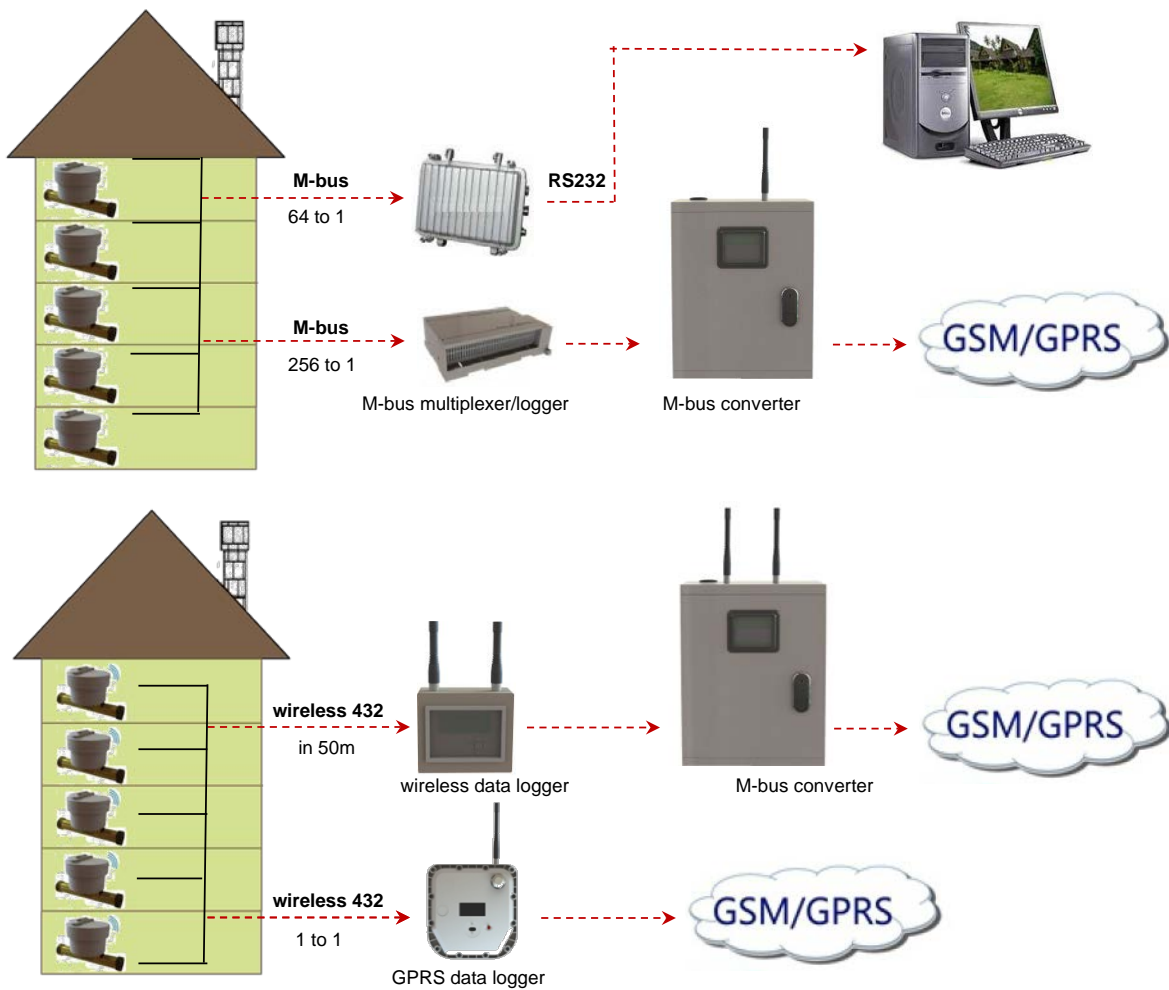 M-bus
64 to 1
RS232
M-bus
256 to 1
M-bus multiplexer/logger
M-bus converter
GSM/GPRS
wireless 432
in 50m
wireless data logger
M-bus converter
GSM/GPRS
wireless 432
1 to 1
GPRS data logger
GSM/GPRS